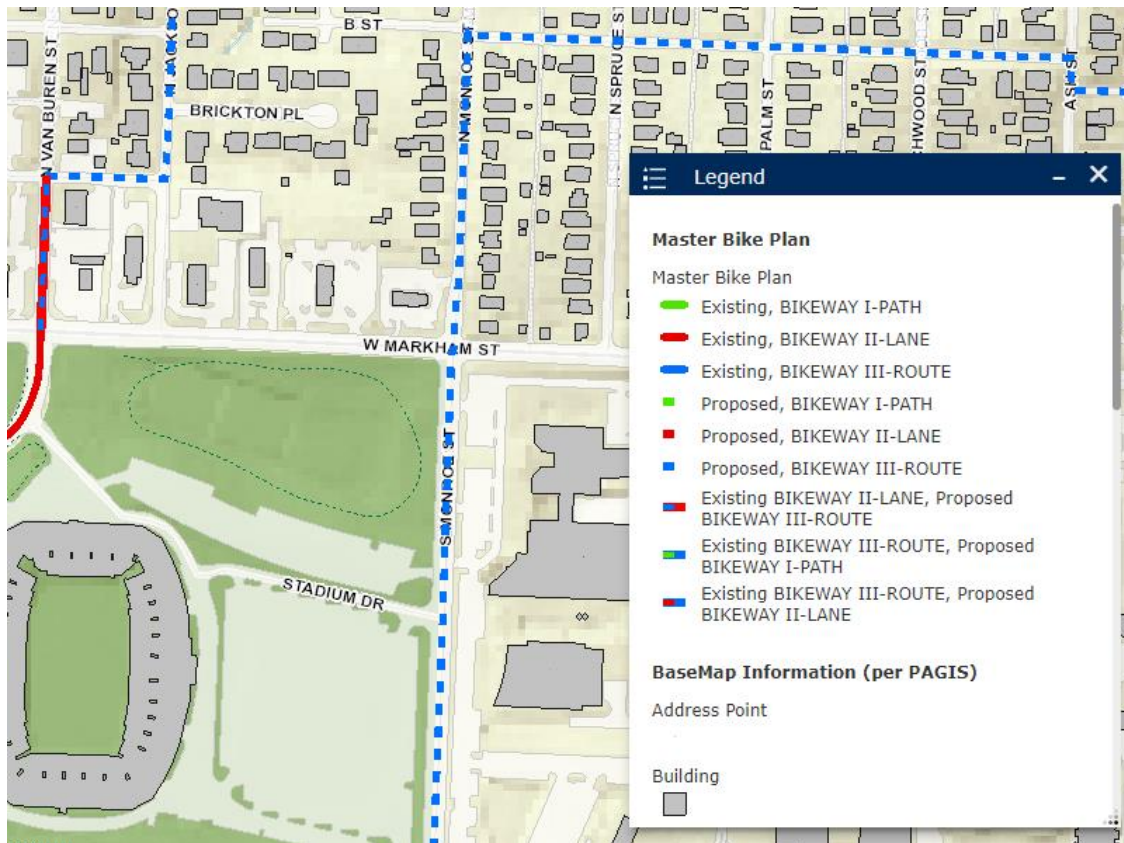 B ST
N VAN BUREN ST
N JACKSO
BRICKTON PL
N MONROE ST
N SPRUCE ST
PALM ST
CHWOOD ST
ASH ST
W MARKHAM ST
S MONROE ST
STADIUM DR
Legend
Master Bike Plan
Master Bike Plan
Existing, BIKEWAY I-PATH
Existing, BIKEWAY II-LANE
Existing, BIKEWAY III-ROUTE
Proposed, BIKEWAY I-PATH
Proposed, BIKEWAY II-LANE
Proposed, BIKEWAY III-ROUTE
Existing BIKEWAY II-LANE, Proposed
BIKEWAY III-ROUTE
Existing BIKEWAY III-ROUTE, Proposed
BIKEWAY I-PATH
Existing BIKEWAY III-ROUTE, Proposed
BIKEWAY II-LANE
BaseMap Information (per PAGIS)
Address Point
Building